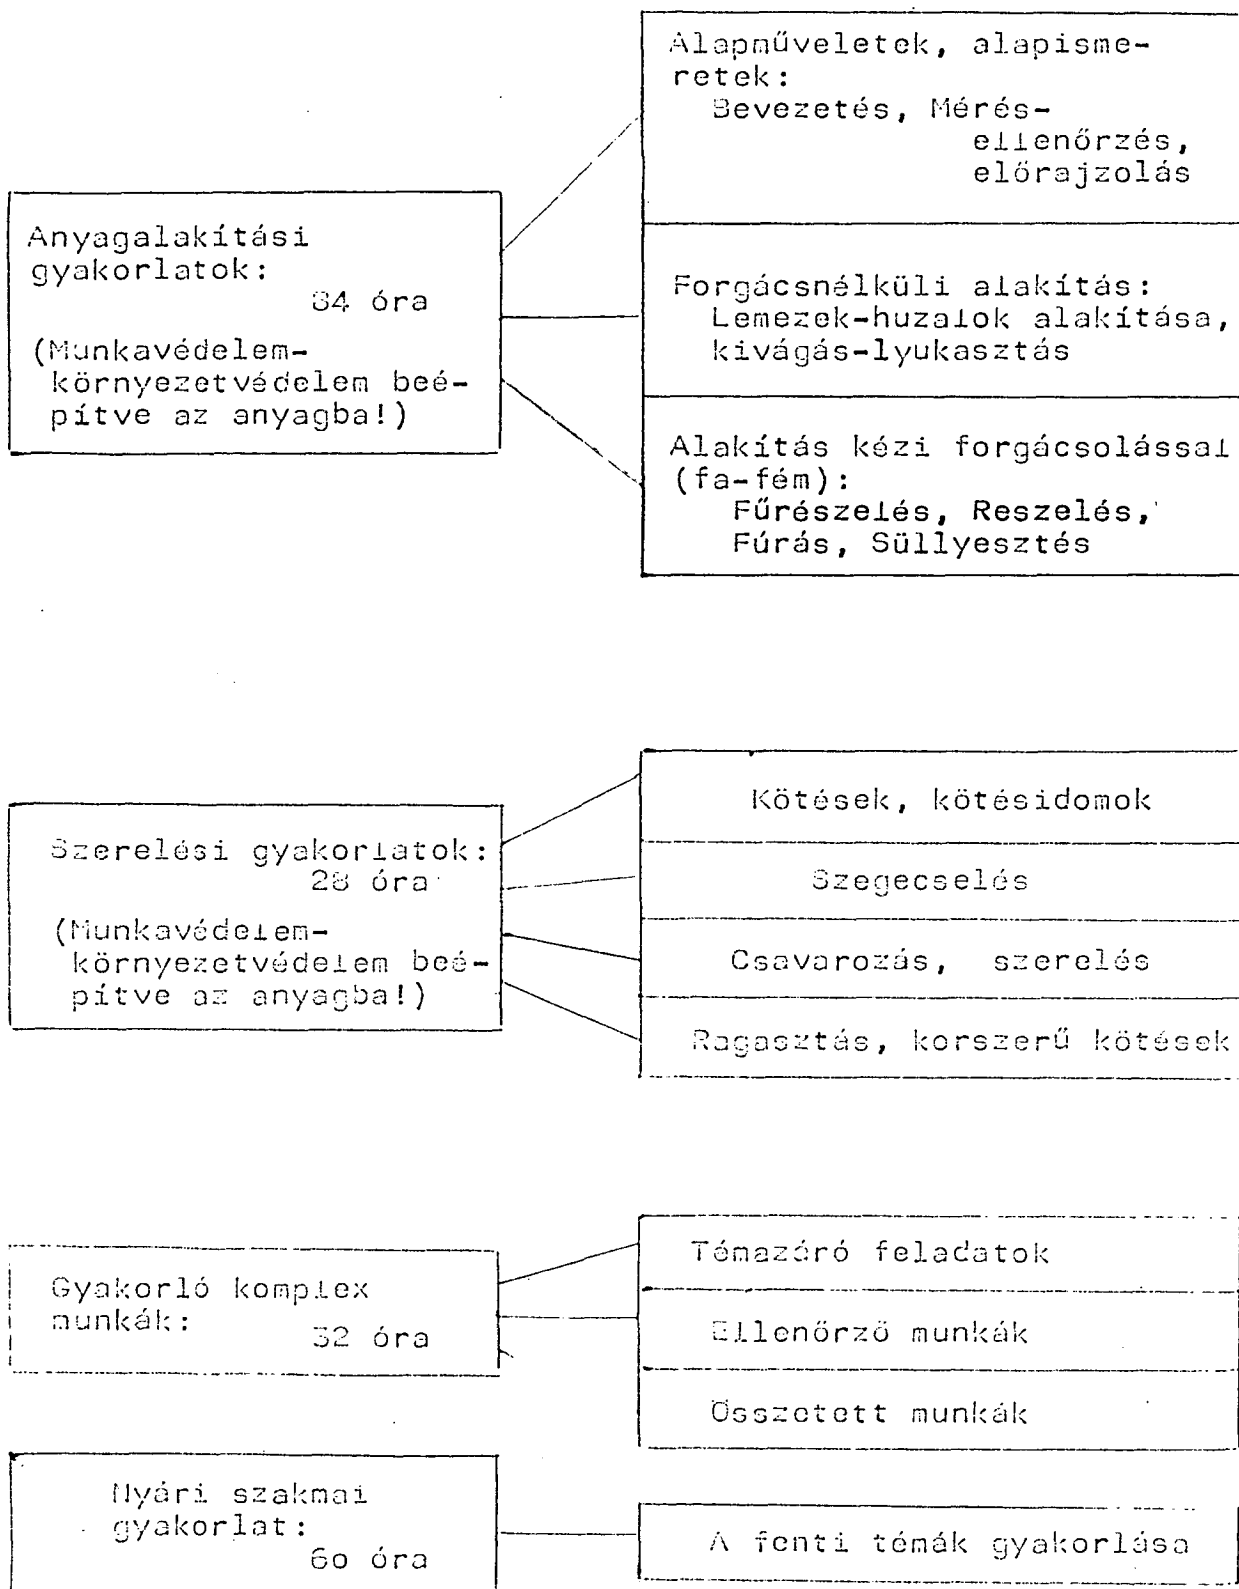 Anyagalakítási
gyakorlatok:
84 óra
(Munkavédelem-
környezetvédelem beé-
pítve az anyagba!)
Alapműveletek, alapisme-
retek:
Bevezetés, Mérés-
ellenőrzés,
előrajzolás
Forgácsnélküli alakítás:
Lemezek-huzalok alakítása,
kivágás-lyukasztás
Alakítás kézi forgácsolással
(fa-fém):
Fűrészelés, Reszelés,
Fúrás, Süllyesztés
Szerelési gyakorlatok:
28 óra
(Munkavédelem-
környezetvédelem beé-
pítve az anyagba!)
Kötések, kötésidomok
Szegecselés
Csavarozás, szerelés
Ragasztás, korszerű kötések
Gyakorló komplex
munkák:
32 óra
Témazáró feladatok
Ellenőrző munkák
Összetett munkák
Nyári szakmai
gyakorlat:
60 óra
A fenti témák gyakorlása